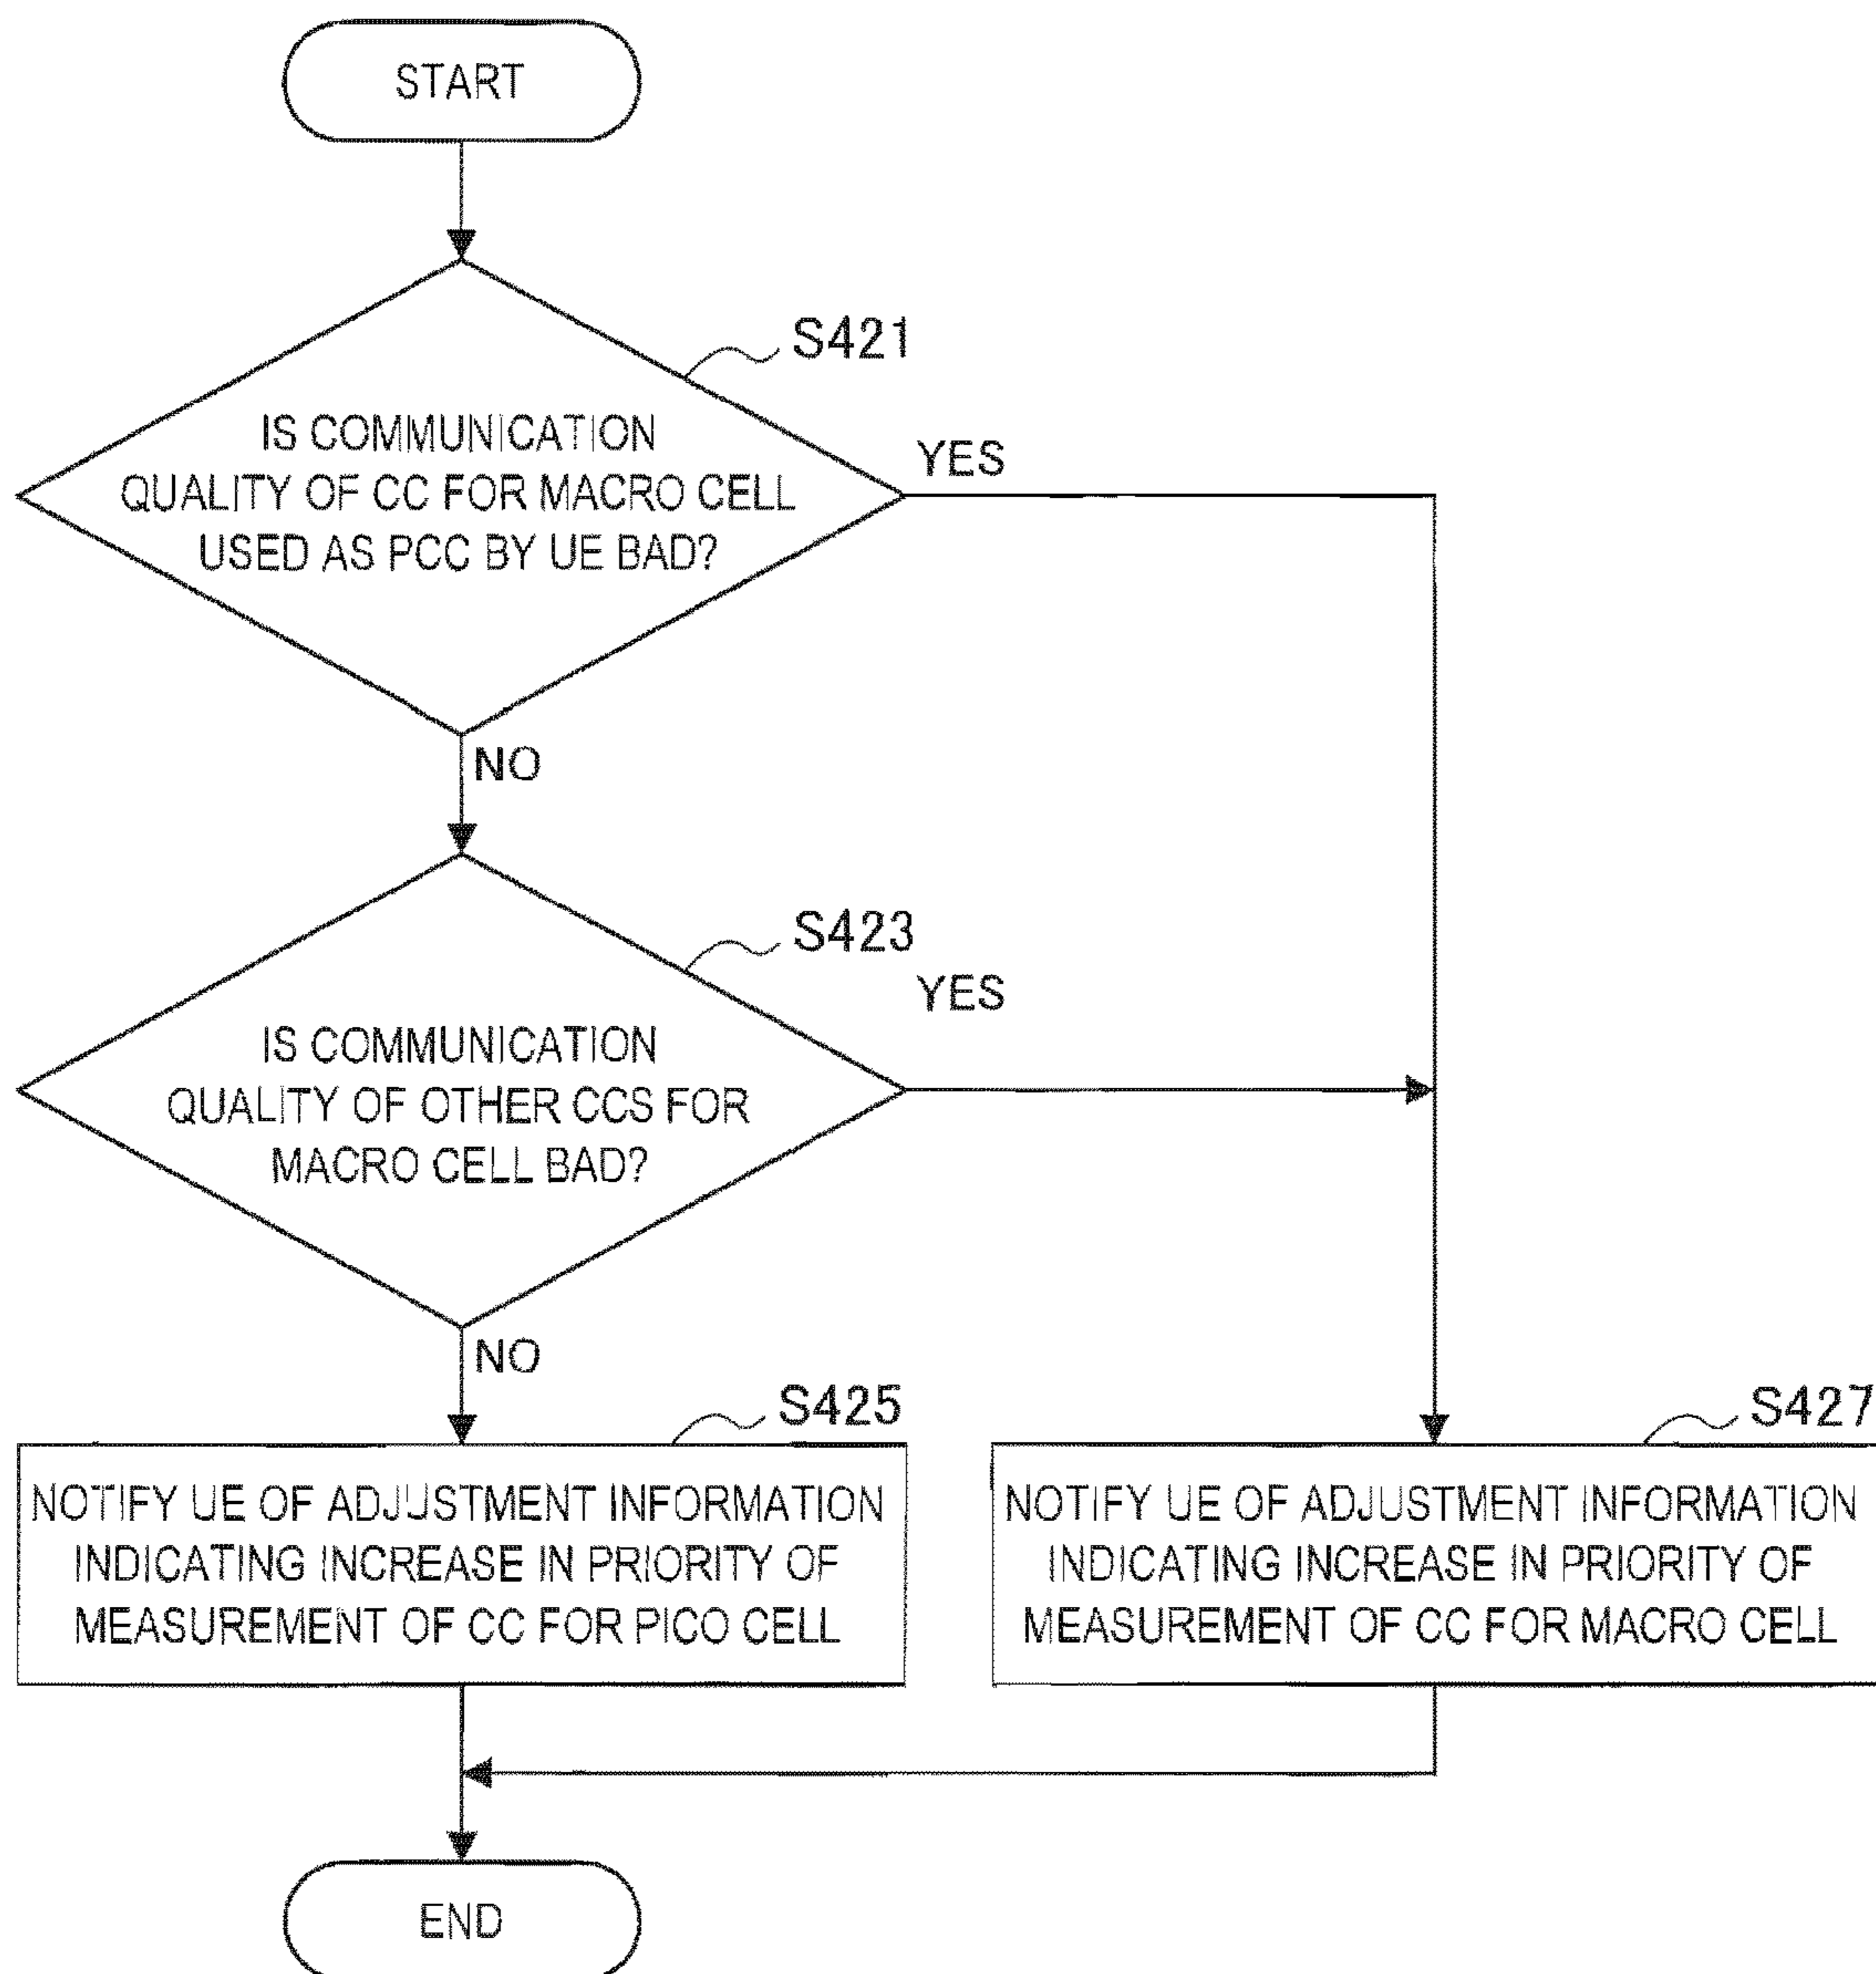 START
S421
IS COMMUNICATION
QUALITY OF CC FOR MACRO CELL
USED AS PCC BY UE BAD?
YES
NO
S423
YES
IS COMMUNICATION
QUALITY OF OTHER CCS FOR
MACRO CELL BAD?
NO
S425
NOTIFY UE OF ADJUSTMENT INFORMATION
INDICATING INCREASE IN PRIORITY OF
MEASUREMENT OF CC FOR PICO CELL
S427
NOTIFY UE OF ADJUSTMENT INFORMATION
INDICATING INCREASE IN PRIORITY OF
MEASUREMENT OF CC FOR MACRO CELL
END